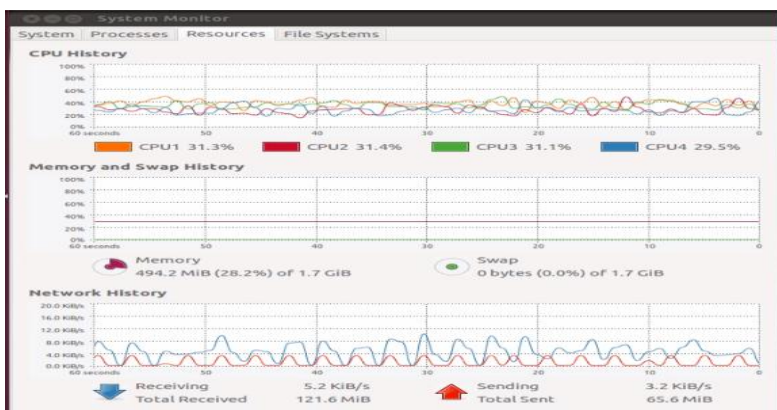 System Monitor
System Processes Resources File Systems
CPU History
100%
80%
60%
40%
20%
0%
60 seconds 50 40 30 20 10 0
CPU1 31.3% CPU2 31.4% CPU3 31.1% CPU4 29.5%
Memory and Swap History
100%
80%
60%
40%
20%
0%
60 seconds 50 40 30 20 10 0
Memory Swap
494.2 MiB (28.2%) of 1.7 GiB 0 bytes (0.0%) of 1.7 GiB
Network History
20.0 KiB/s
16.0 KiB/s
12.0 KiB/s
8.0 KiB/s
4.0 KiB/s
0.0 KiB/s
60 seconds 50 40 30 20 10 0
Receiving 5.2 KiB/s Sending 3.2 KiB/s
Total Received 121.6 MiB Total Sent 65.6 MiB